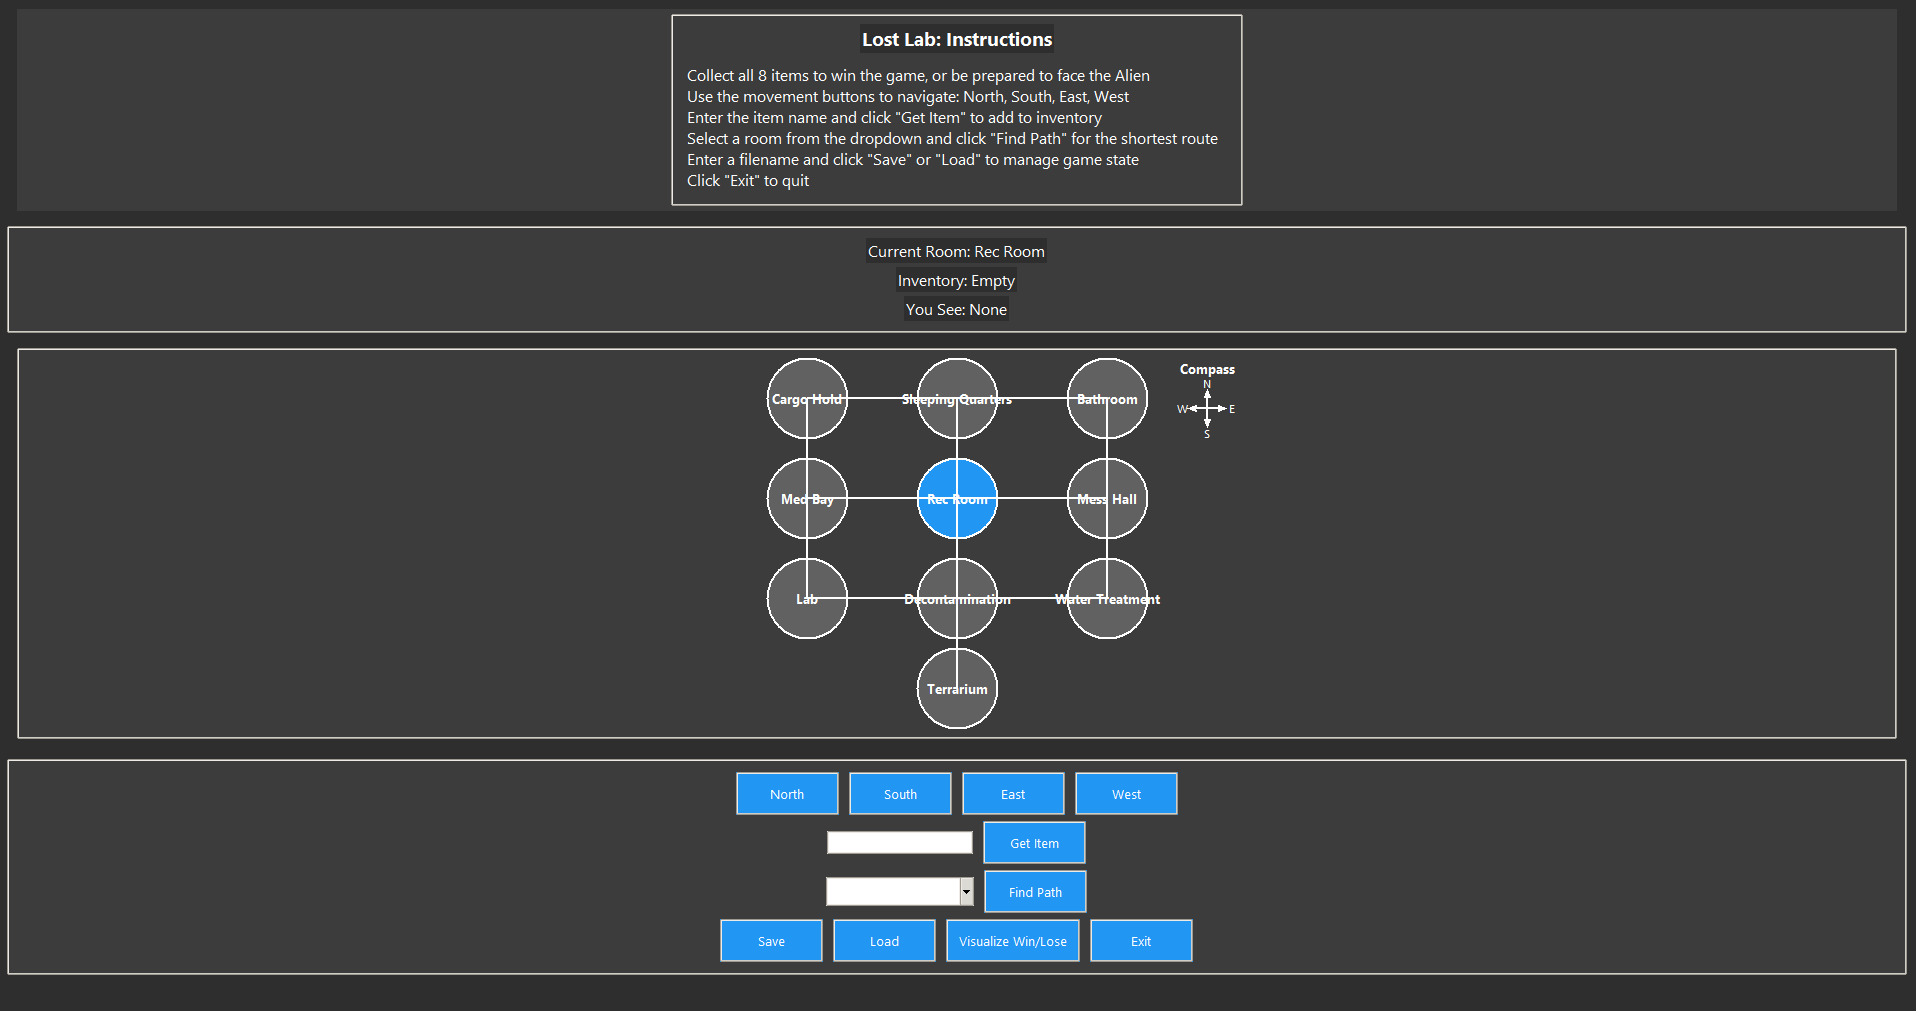 Lost Lab: Instructions
Collect all 8 items to win the game, or be prepared to face the Alien
Use the movement buttons to navigate: North, South, East, West
Enter the item name and click "Get Item" to add to inventory
Select a room from the dropdown and click "Find Path" for the shortest route
Enter a filename and click "Save" or "Load" to manage game state
Click "Exit" to quit
Current Room: Rec Room
Inventory: Empty
You See: None
Cargo Hold Sleeping Quarters Bathroom
Compass
N
W E
S
Med Bay Rec Room Mess Hall
Lab Decontamination Water Treatment
Terrarium
North South East West
Get Item
Find Path
Save Load Visualize Win/Lose Exit